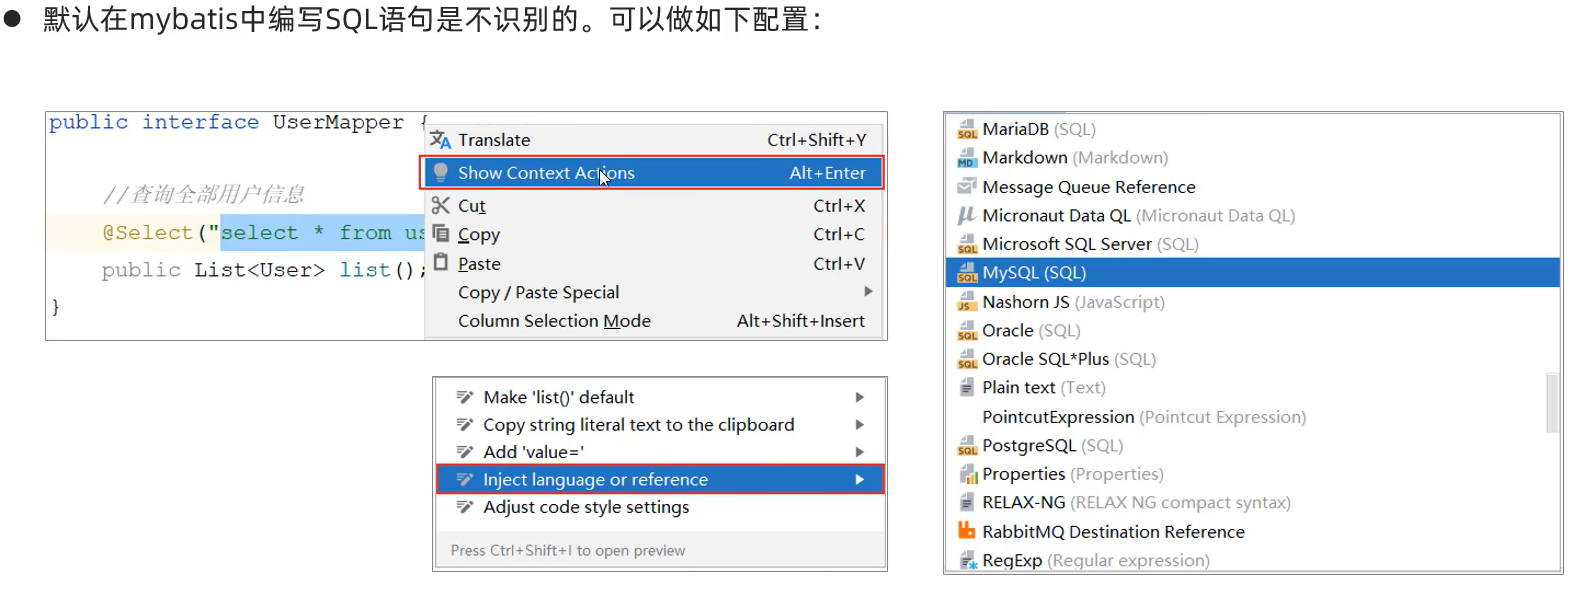 ● 默认在mybatis中编写SQL语句是不识别的。可以做如下配置：
public interface UserMapper {
//查询全部用户信息
@Select("select * from us
public List<User> list();
}
Translate Ctrl+Shift+Y
Show Context Actions Alt+Enter
Cut Ctrl+X
Copy Ctrl+C
Paste Ctrl+V
Copy / Paste Special
Column Selection Mode Alt+Shift+Insert
Make 'list()' default
Copy string literal text to the clipboard
Add 'value='
Inject language or reference
Adjust code style settings
Press Ctrl+Shift+I to open preview
MariaDB (SQL)
Markdown (Markdown)
Message Queue Reference
Micronaut Data QL (Micronaut Data QL)
Microsoft SQL Server (SQL)
MySQL (SQL)
Nashorn JS (JavaScript)
Oracle (SQL)
Oracle SQL*Plus (SQL)
Plain text (Text)
PointcutExpression (Pointcut Expression)
PostgreSQL (SQL)
Properties (Properties)
RELAX-NG (RELAX NG compact syntax)
RabbitMQ Destination Reference
RegExp (Regular expression)